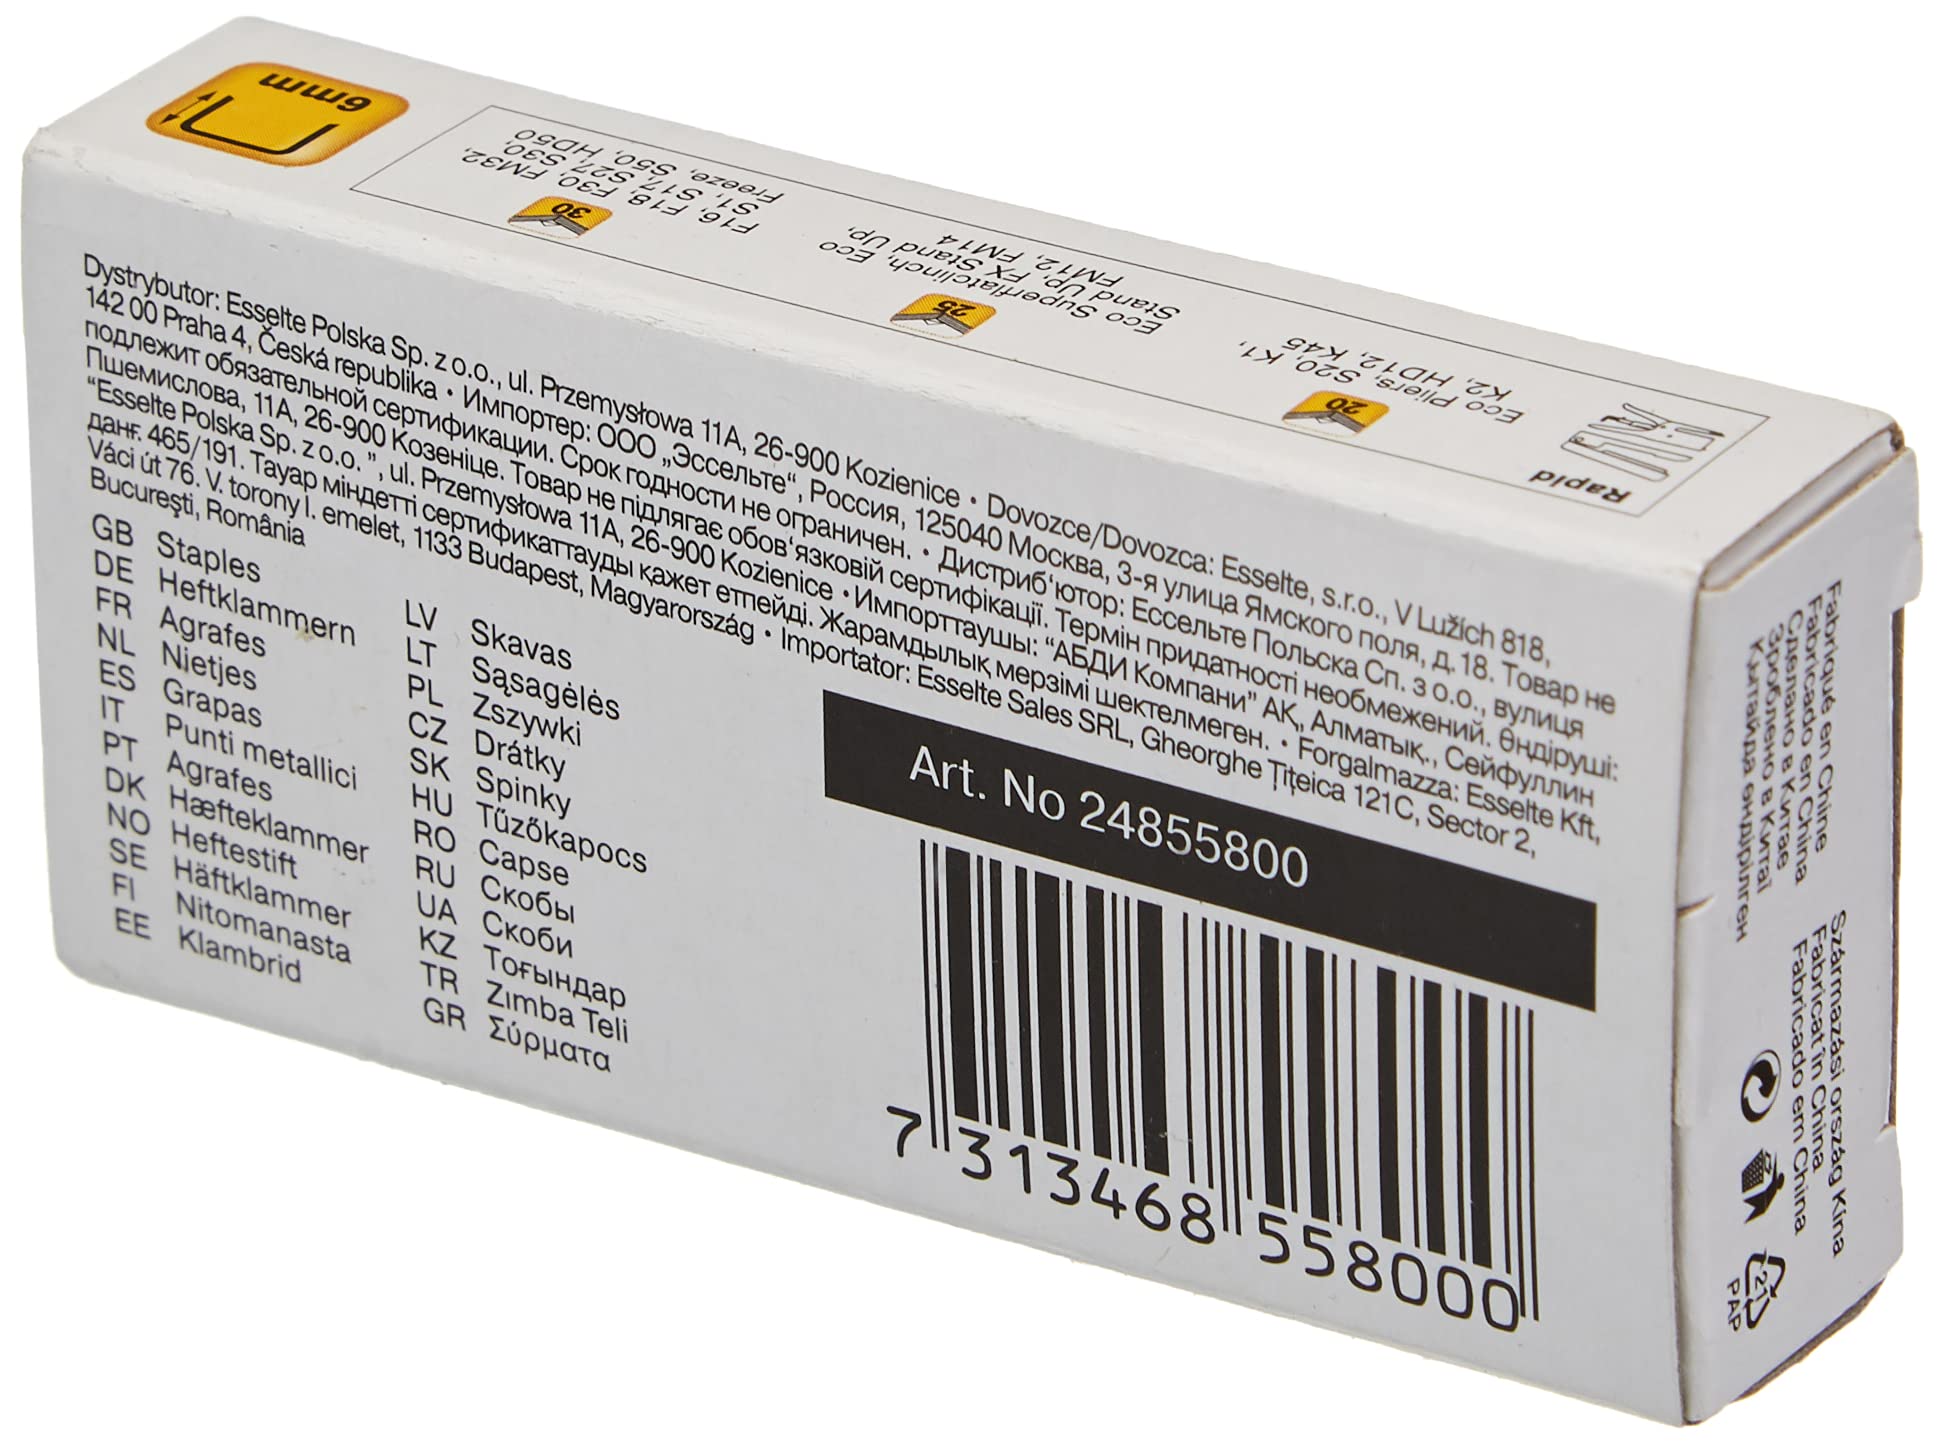 6mm
Rapid
20
Eco Pliers, S20, K1,
K2, HD12, K45
25
Eco Superflatclinch, Eco
Stand Up, FX Stand Up,
FM12, FM14
30
F16, F18, F30, FM32,
S1, S17, S27, S30,
Freeze, S50, HD50
Dystrybutor: Esselte Polska Sp. z o.o., ul. Przemysłowa 11A, 26-900 Kozienice • Dovozce/Dovozca: Esselte, s.r.o., V Lužích 818,
142 00 Praha 4, Česká republika • Импортер: ООО „Эссельте“, Россия, 125040 Москва, 3-я улица Ямского поля, д. 18. Товар не
подлежит обязательной сертификации. Срок годности не ограничен. • Дистриб‘ютор: Ессельте Польска Сп. з о.о., вулиця
Пшемислова, 11А, 26-900 Козеніце. Товар не підлягає обов‘язковій сертифікації. Термін придатності необмежений. Өндіруші:
“Esselte Polska Sp. z o.o. ”, ul. Przemysłowa 11A, 26-900 Kozienice • Импорттаушы: “АБДИ Компани” АҚ, Алматық., Сейфуллин
даңғ. 465/191. Тауар міндетті сертификаттауды қажет етпейді. Жарамдылық мерзімі шектелмеген. • Forgalmazza: Esselte Kft,
Váci út 76. V. torony I. emelet, 1133 Budapest, Magyarország • Importator: Esselte Sales SRL, Gheorghe Țițeica 121C, Sector 2,
București, România
GB Staples
DE Heftklammern
FR Agrafes
NL Nietjes
ES Grapas
IT Punti metallici
PT Agrafes
DK Hæfteklammer
NO Heftestift
SE Häftklammer
FI Nitomanasta
EE Klambrid
LV Skavas
LT Sąsagėlės
PL Zszywki
CZ Drátky
SK Spinky
HU Tűzőkapocs
RO Capse
RU Скобы
UA Скоби
KZ Тоғындар
TR Zımba Teli
GR Σύρματα
Art. No 24855800
7 313468 558000
Fabriqué en Chine
Fabricado en China
Сделано в Китае
Зроблено в Китаї
Қытайда өндірілген
Származási ország Kína
Fabricat în China
Fabricado em China
21
PAP